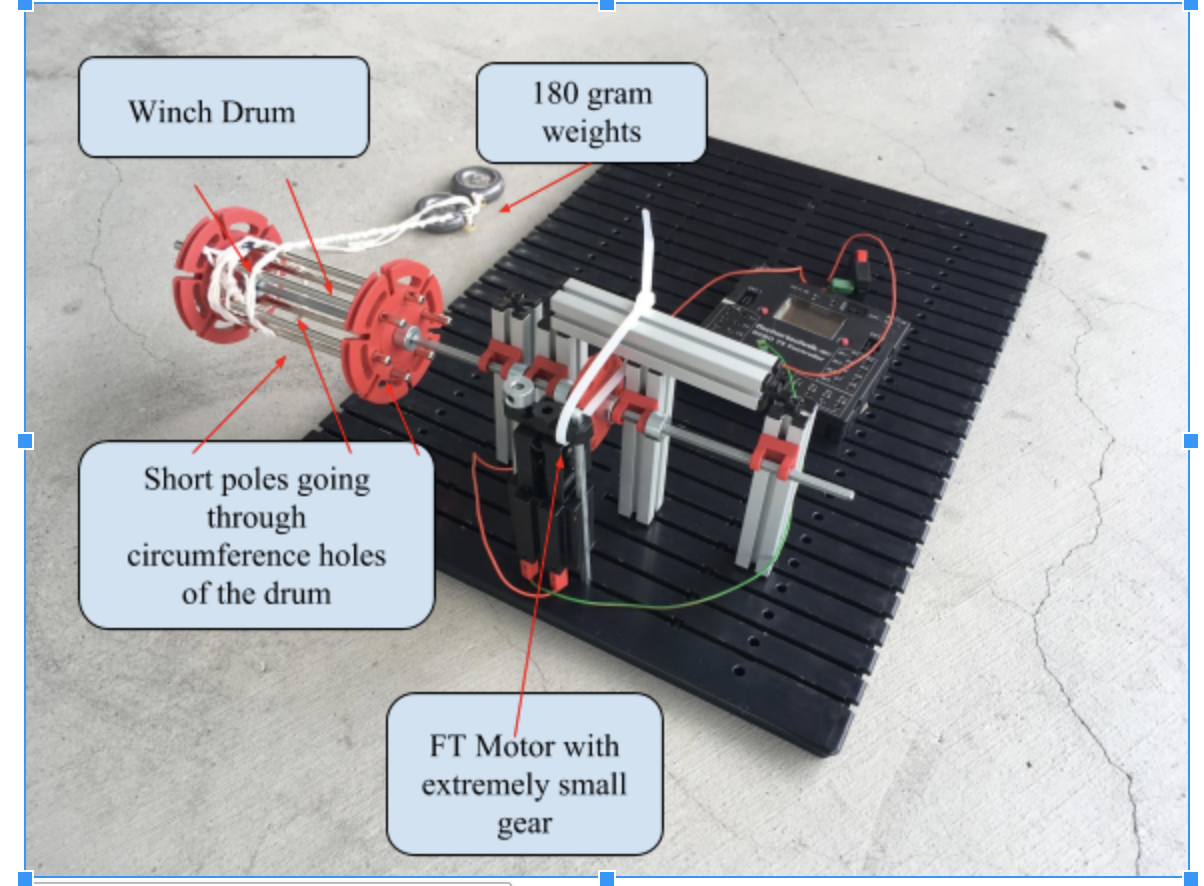 Winch Drum
180 gram
weights
Short poles going
through
circumference holes
of the drum
FT Motor with
extremely small
gear
fischertechnik